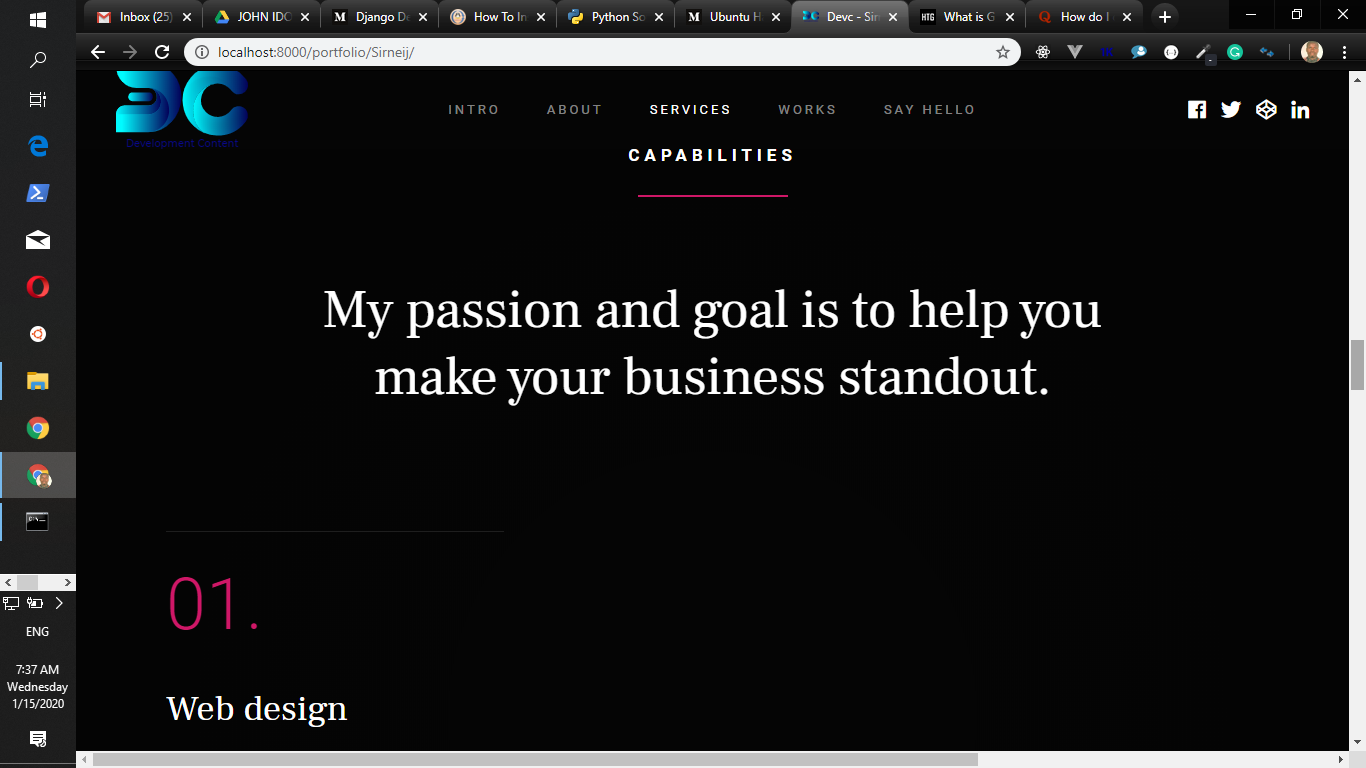 Inbox (25)
JOHN IDO
Django De
How To In
Python So
Ubuntu H
Devc - Sir
HTG
What is G
How do I
localhost:8000/portfolio/Sirneij/
DC
Development Content
INTRO
ABOUT
SERVICES
WORKS
SAY HELLO
CAPABILITIES
My passion and goal is to help you
make your business standout.
01.
Web design
ENG
7:37 AM
Wednesday
1/15/2020